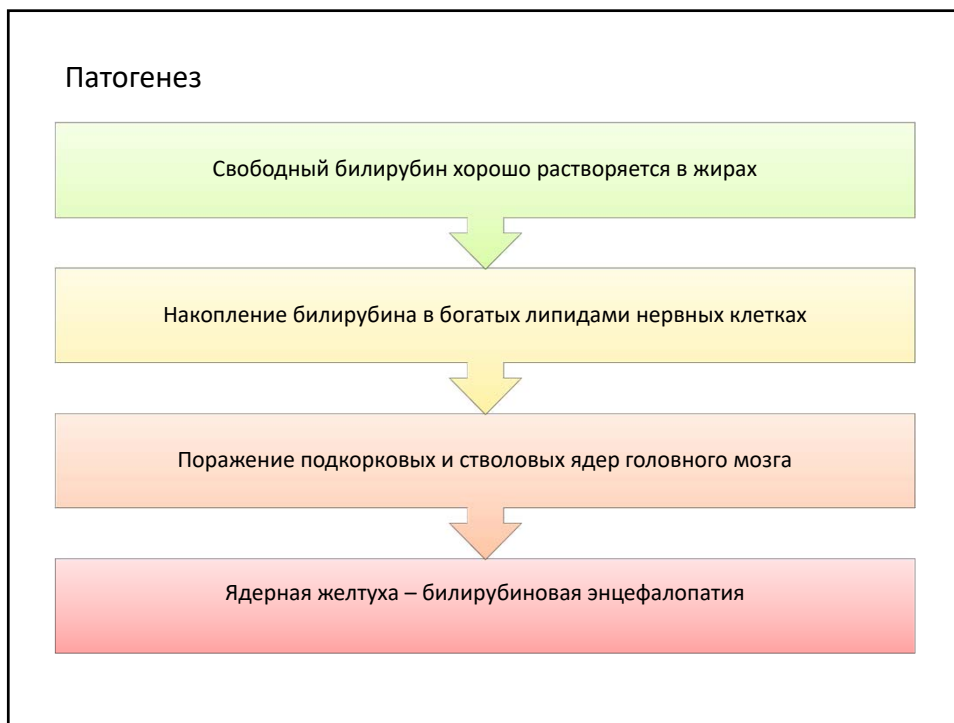 Патогенез
Свободный билирубин хорошо растворяется в жирах
Накопление билирубина в богатых липидами нервных клетках
Поражение подкорковых и стволовых ядер головного мозга
Ядерная желтуха – билирубиновая энцефалопатия